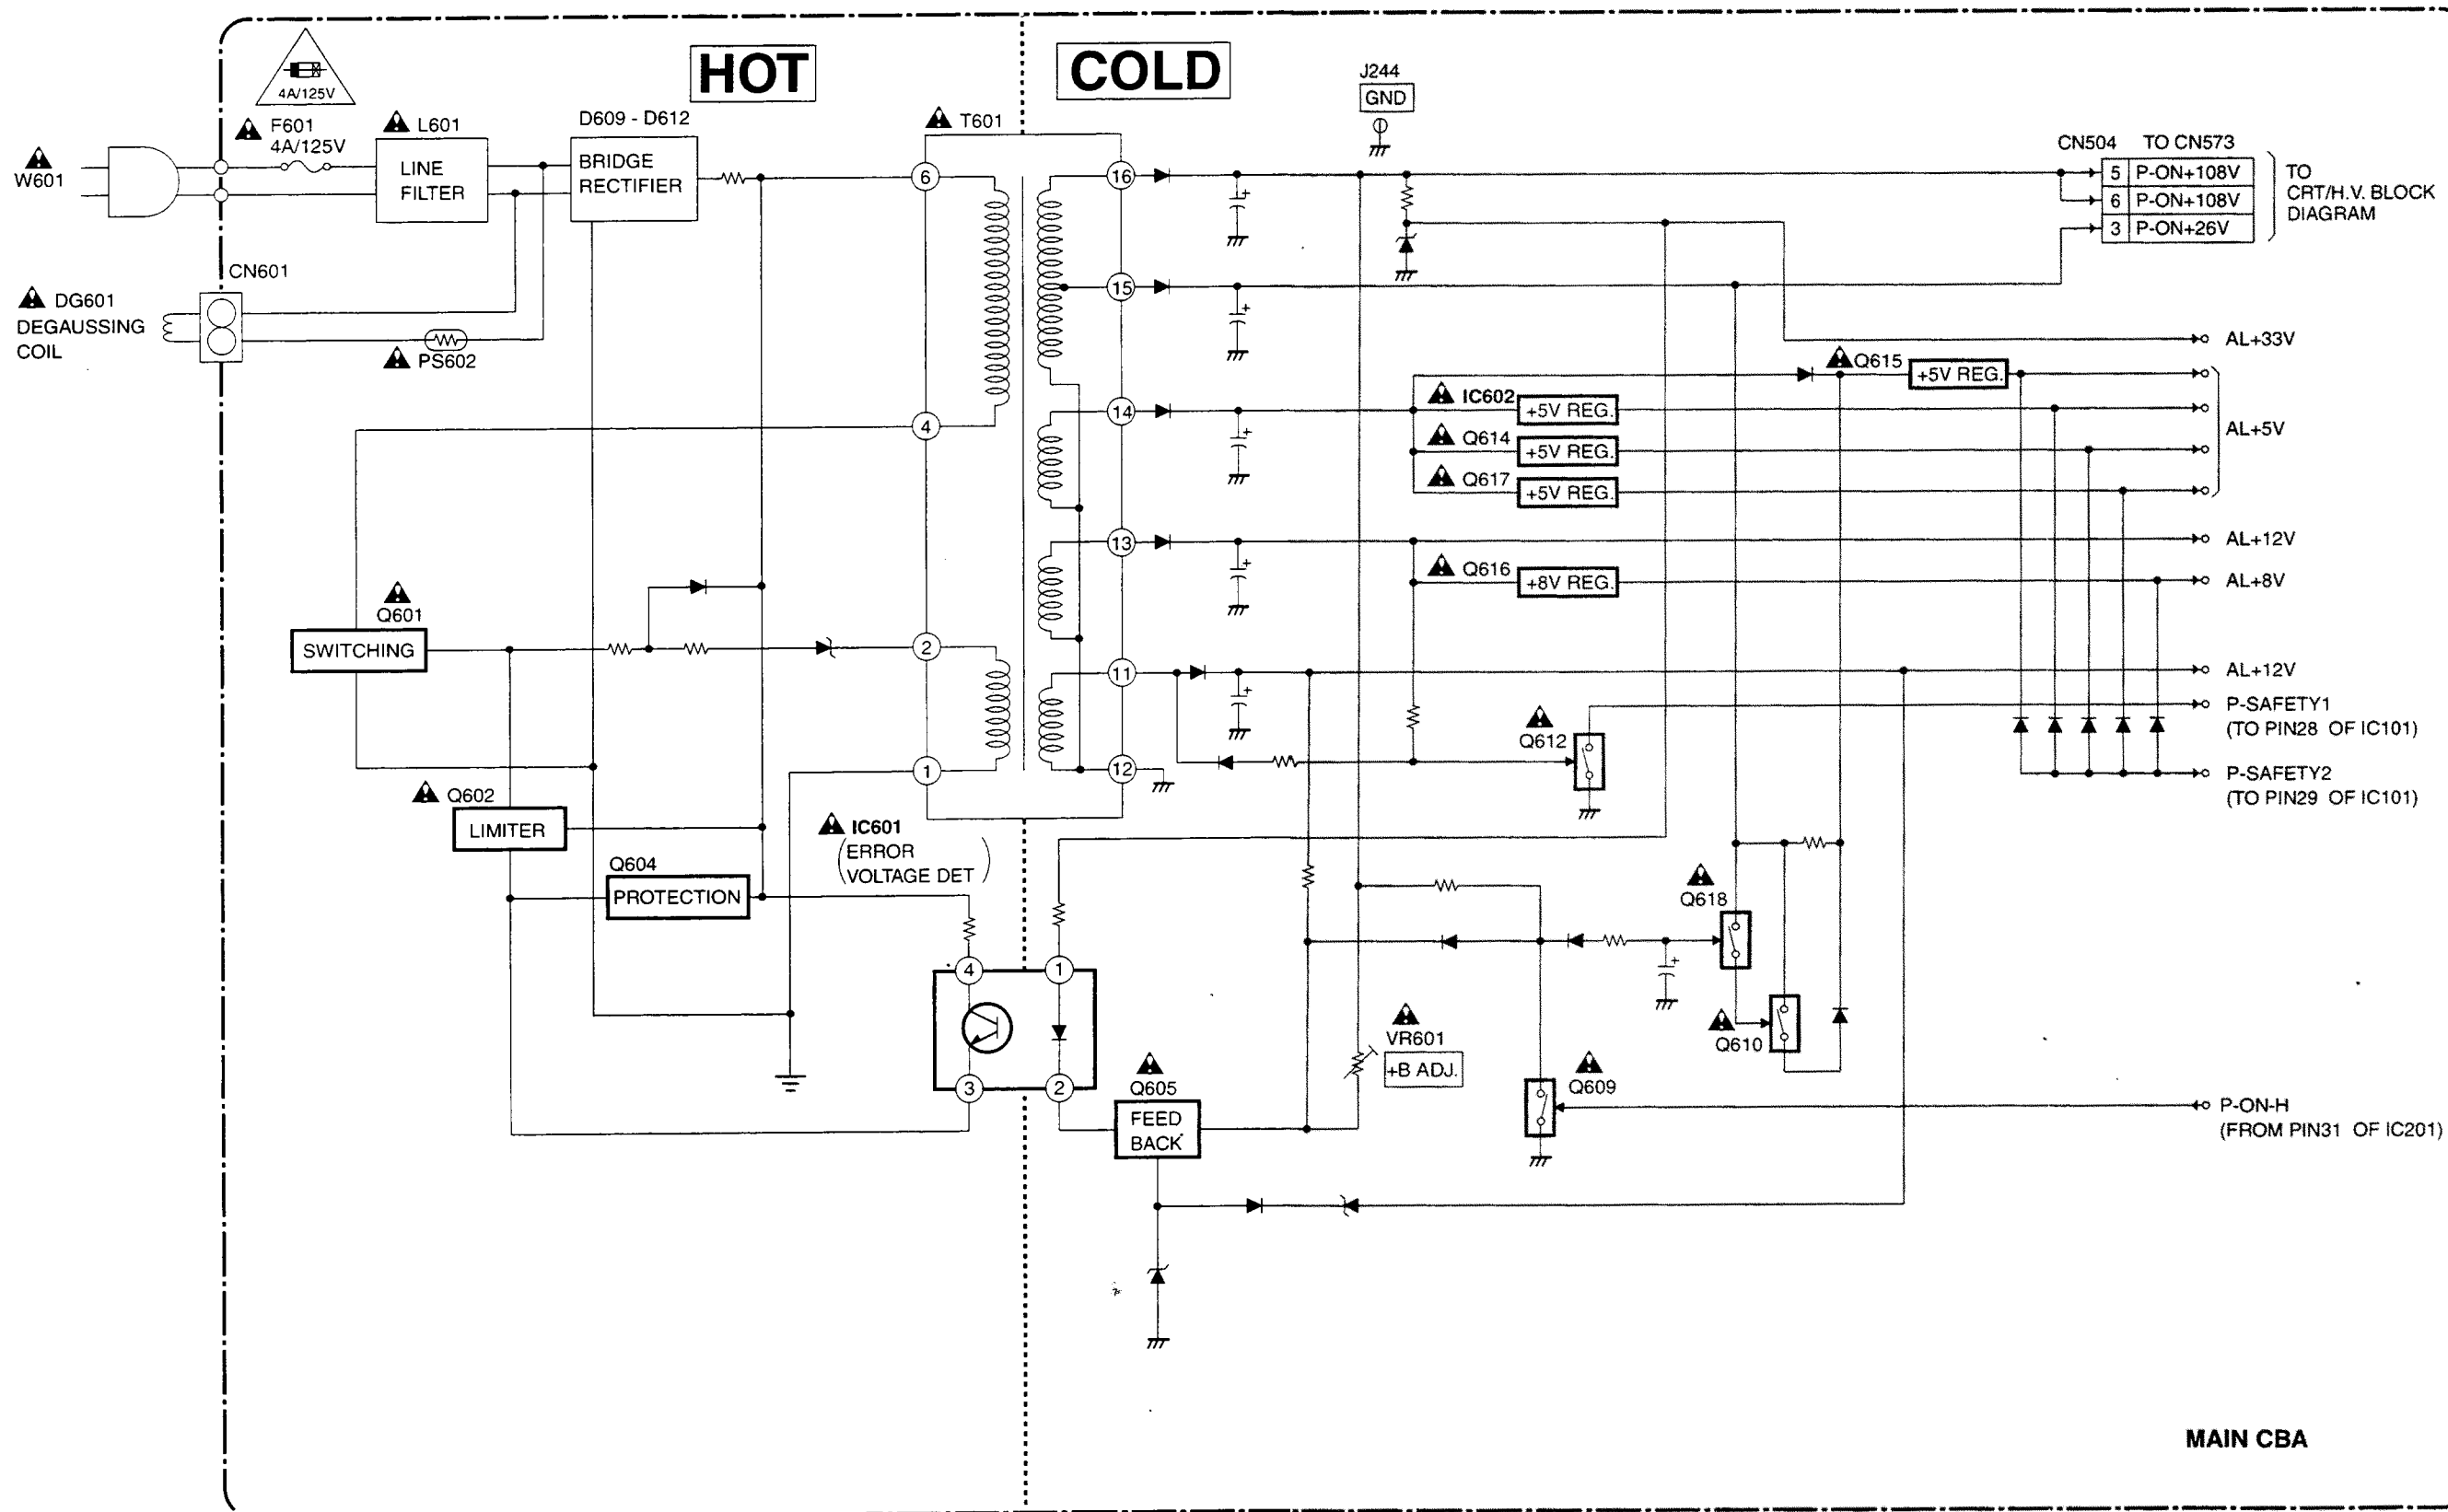 HOT
COLD
4A/125V
F601
4A/125V
L601
LINE
FILTER
D609 - D612
BRIDGE
RECTIFIER
T601
J244
GND
W601
CN504 TO CN573
5 P-ON+108V
6 P-ON+108V
3 P-ON+26V
TO
CRT/H.V. BLOCK
DIAGRAM
CN601
DG601
DEGAUSSING
COIL
PS602
6
4
2
1
16
15
14
13
11
12
AL+33V
Q615
+5V REG.
IC602
+5V REG.
Q614
+5V REG.
Q617
+5V REG.
AL+5V
AL+12V
Q616
+8V REG.
AL+8V
AL+12V
Q601
SWITCHING
Q612
P-SAFETY1
(TO PIN28 OF IC101)
P-SAFETY2
(TO PIN29 OF IC101)
Q602
LIMITER
IC601
ERROR
VOLTAGE DET
Q604
PROTECTION
Q618
4
1
3
2
VR601
+B ADJ.
Q610
Q605
FEED
BACK
Q609
P-ON-H
(FROM PIN31 OF IC201)
MAIN CBA